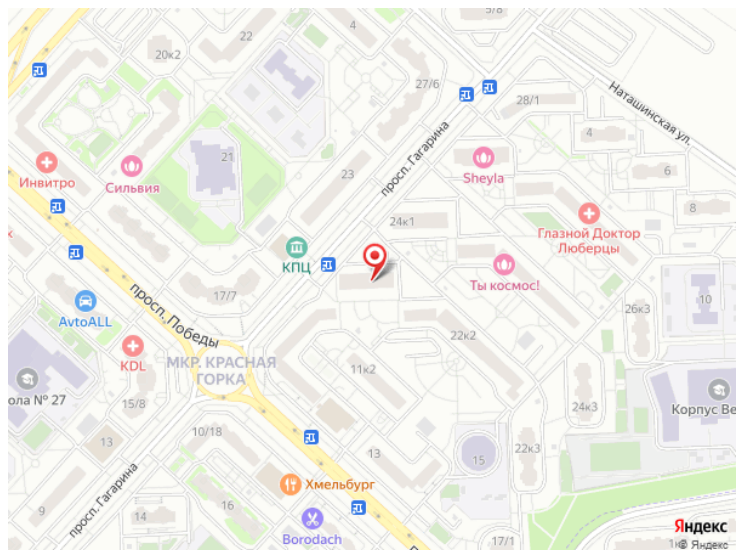 5/8
22
4
20к2
27/6
Наташинская ул.
28/1
4
21
Инвитро
Сильвия
23
просп. Гагарина
Sheyla
6
8
24к1
Глазной Доктор
Люберцы
к
КПЦ
Ты космос!
17/7
просп. Победы
AvtoALL
10
26к3
22к2
KDL
МКР. КРАСНАЯ
ГОРКА
11к2
ола № 27
15/8
24к3
Корпус Ве
13
10/18
22к3
13
15
просп. Гагарина
Хмельбург
9
14
16
Borodach
17/1
1к
Яндекс
© Яндекс